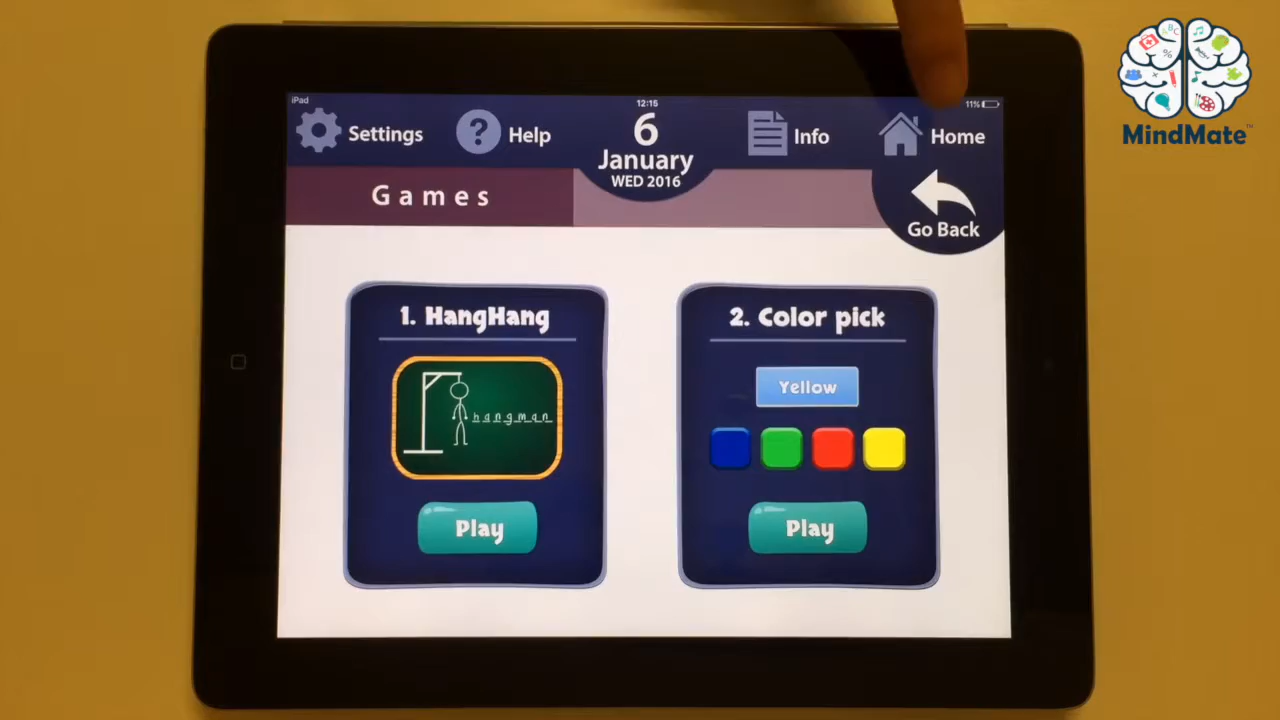 iPad
12:15
11%
Settings
Help
6
January
WED 2016
Info
Home
Go Back
Games
1. HangHang
hangman
Play
2. Color pick
Yellow
Play
A B C
%
MindMate™